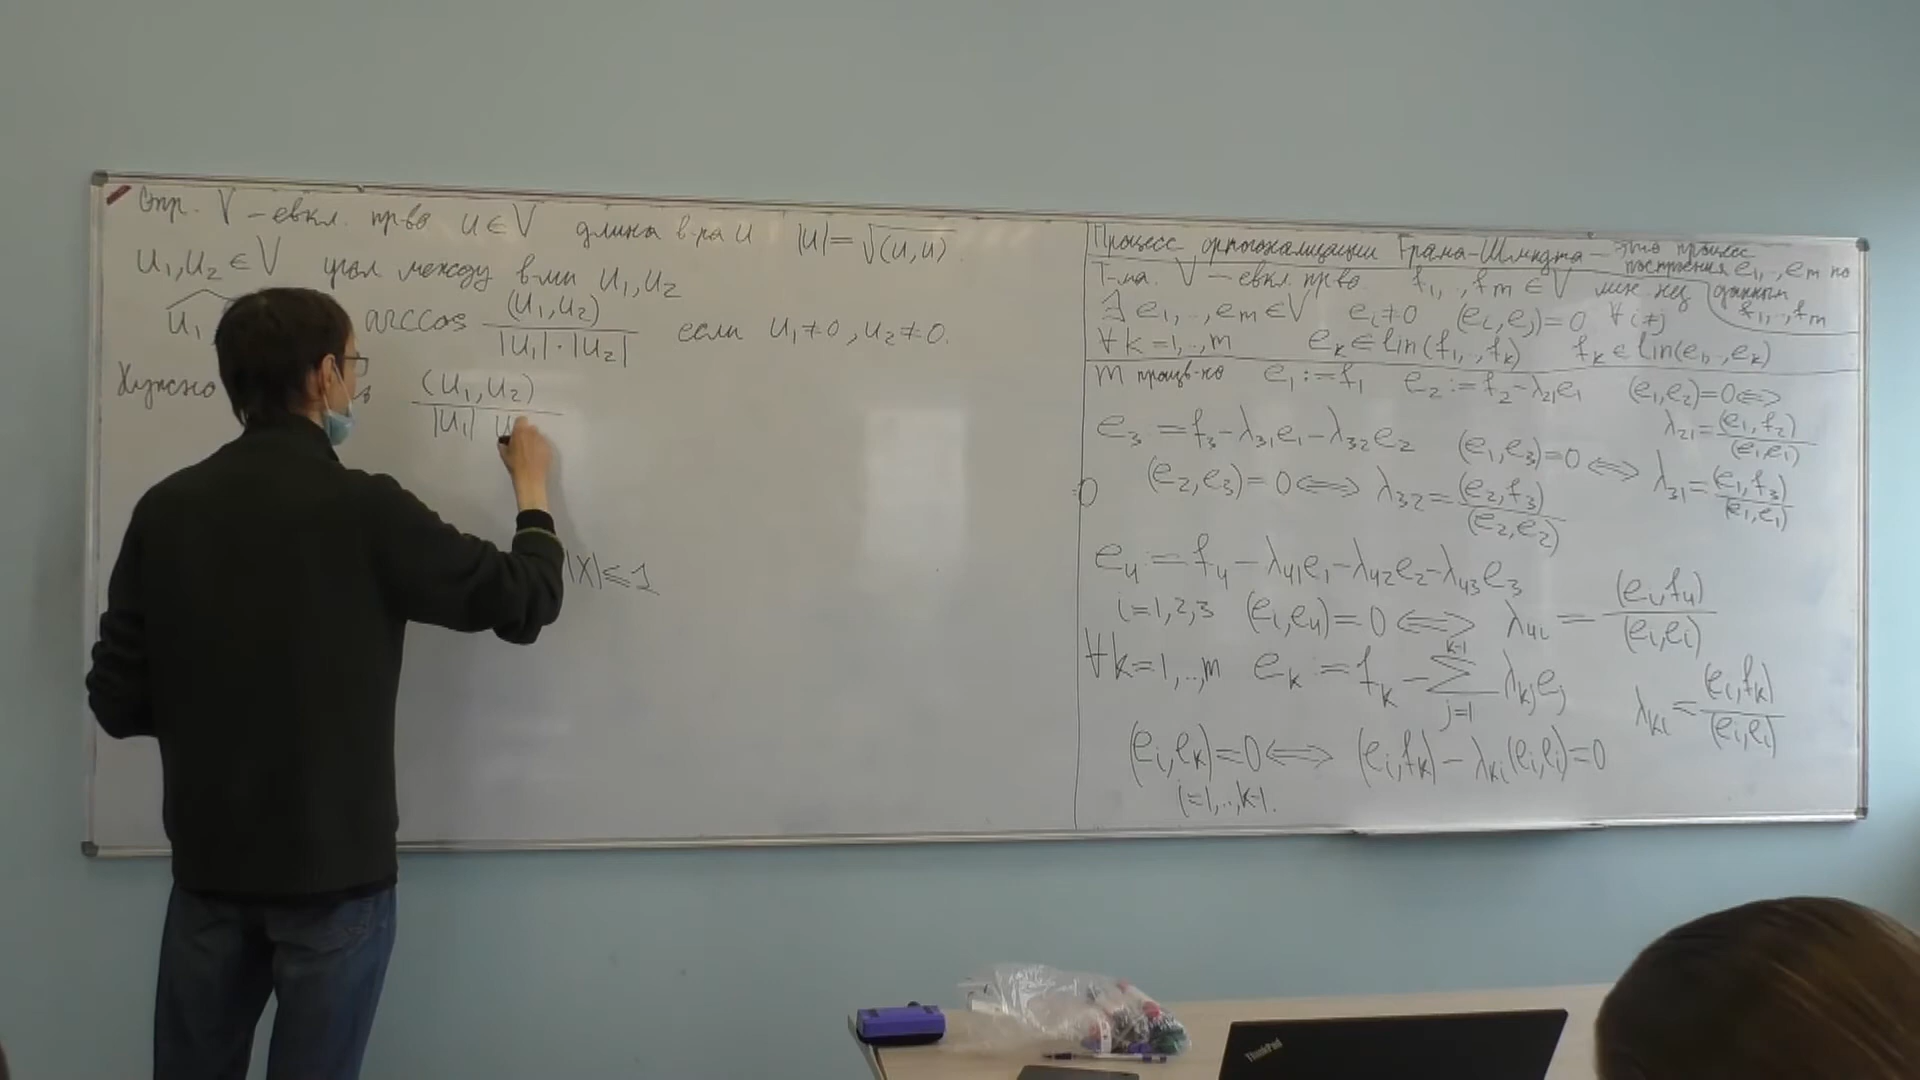 Опр. V – евкл. пр-во u∈V длина в-ра u |u|=√(u,u)
u₁,u₂∈V угол между в-ми u₁,u₂
u₁ arccos (u₁,u₂)/|u₁|·|u₂| если u₁≠0, u₂≠0.
Нужно (u₁,u₂)/|u₁| u
|x|⩽1
Процесс ортогонализации Грама-Шмидта – это процесс построения e₁,..,eₘ по данным f₁,..,fₘ
Т-ма. V – евкл. пр-во. f₁,..,fₘ∈V лин. нез
∃ e₁,..,eₘ∈V eᵢ≠0 (eᵢ,eⱼ)=0 ∀i≠j
∀k=1,..,m eₖ∈lin(f₁,..,fₖ) fₖ∈lin(e₁,..,eₖ)
m произв-но e₁:=f₁ e₂:=f₂–λ₂₁e₁ (e₁,e₂)=0⇔
λ₂₁=(e₁,f₂)/(e₁,e₁)
e₃:=f₃–λ₃₁e₁–λ₃₂e₂ (e₁,e₃)=0⇔λ₃₁=(e₁,f₃)/(e₁,e₁)
(e₂,e₃)=0⇔λ₃₂=(e₂,f₃)/(e₂,e₂)
e₄:=f₄–λ₄₁e₁–λ₄₂e₂–λ₄₃e₃
i=1,2,3 (eᵢ,e₄)=0⇔λ₄ᵢ=(eᵢ,f₄)/(eᵢ,eᵢ)
∀k=1,..,m eₖ:=fₖ–∑_{j=1}^{k-1}λₖⱼeⱼ λₖᵢ=(eᵢ,fₖ)/(eᵢ,eᵢ)
(eᵢ,eₖ)=0⇔(eᵢ,fₖ)–λₖᵢ(eᵢ,eᵢ)=0
i=1,..,k-1.
ThinkPad